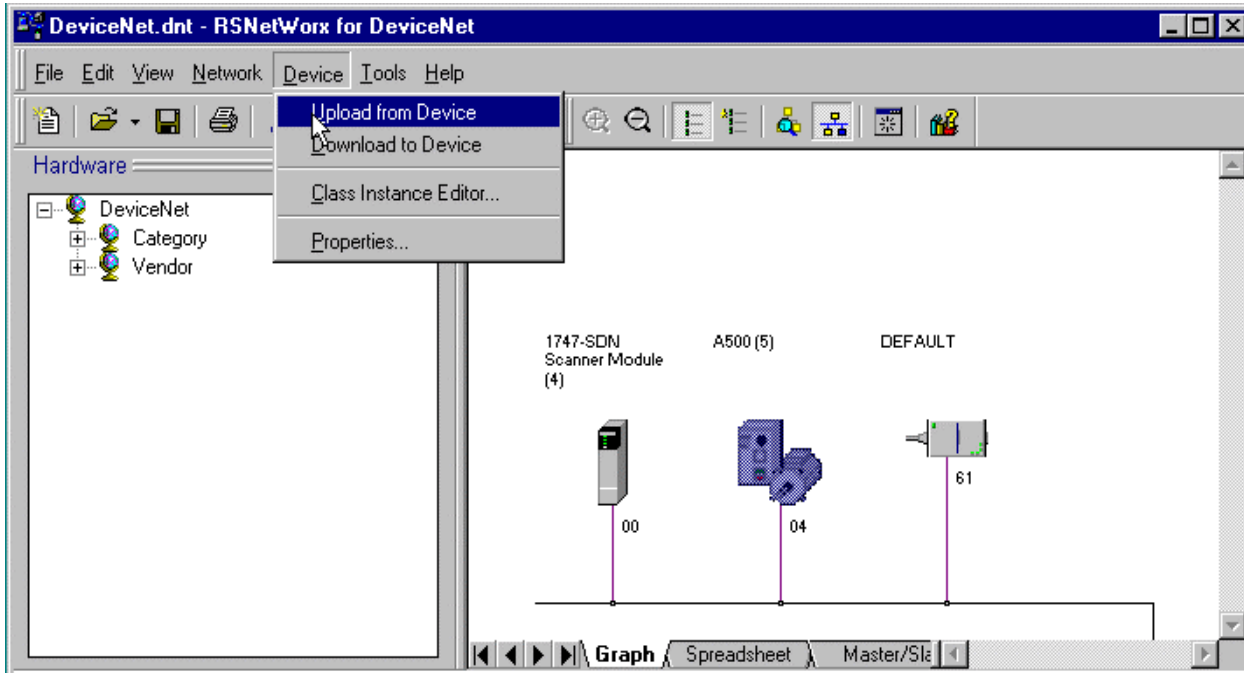 DeviceNet.dnt - RSNetWorx for DeviceNet
File Edit View Network Device Tools Help
Upload from Device
Download to Device
Class Instance Editor...
Properties...
Hardware
DeviceNet
Category
Vendor
1747-SDN
Scanner Module
(4)
A500 (5)
DEFAULT
00
04
61
Graph Spreadsheet Master/Sla